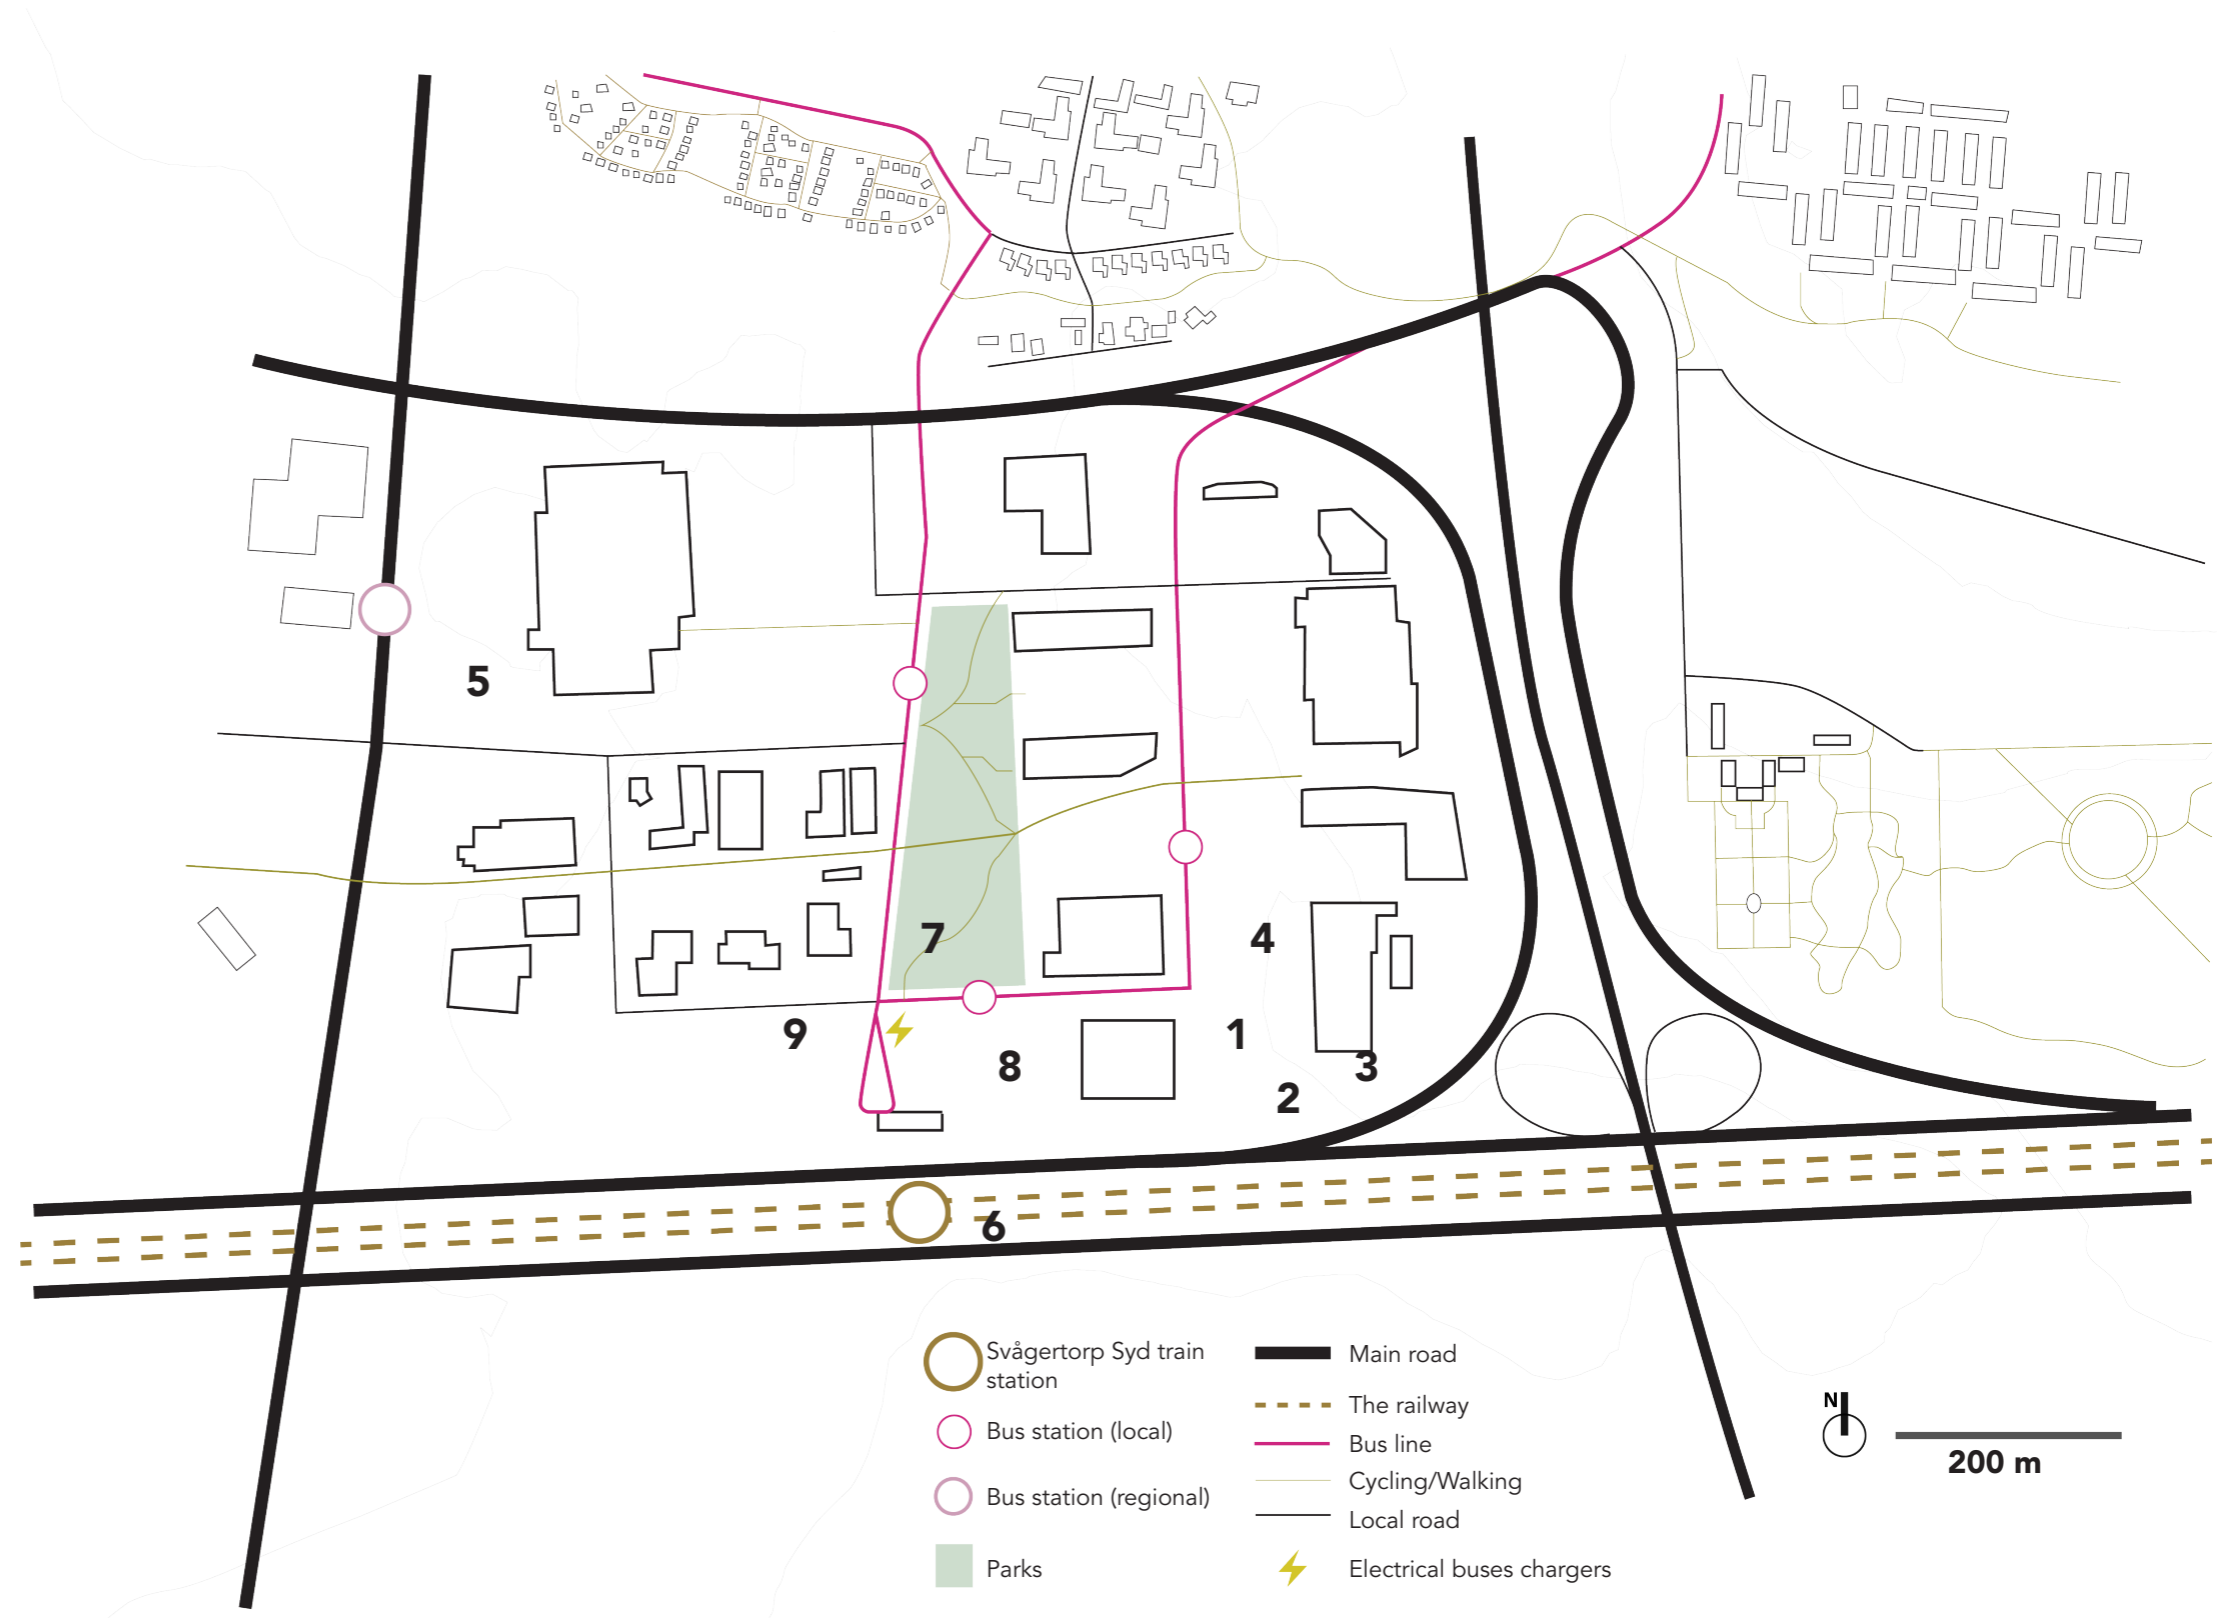 5
7
4
9
1
8
3
2
6
Svågertorp Syd train
station
Bus station (local)
Bus station (regional)
Parks
Main road
The railway
Bus line
Cycling/Walking
Local road
Electrical buses chargers
N
200 m